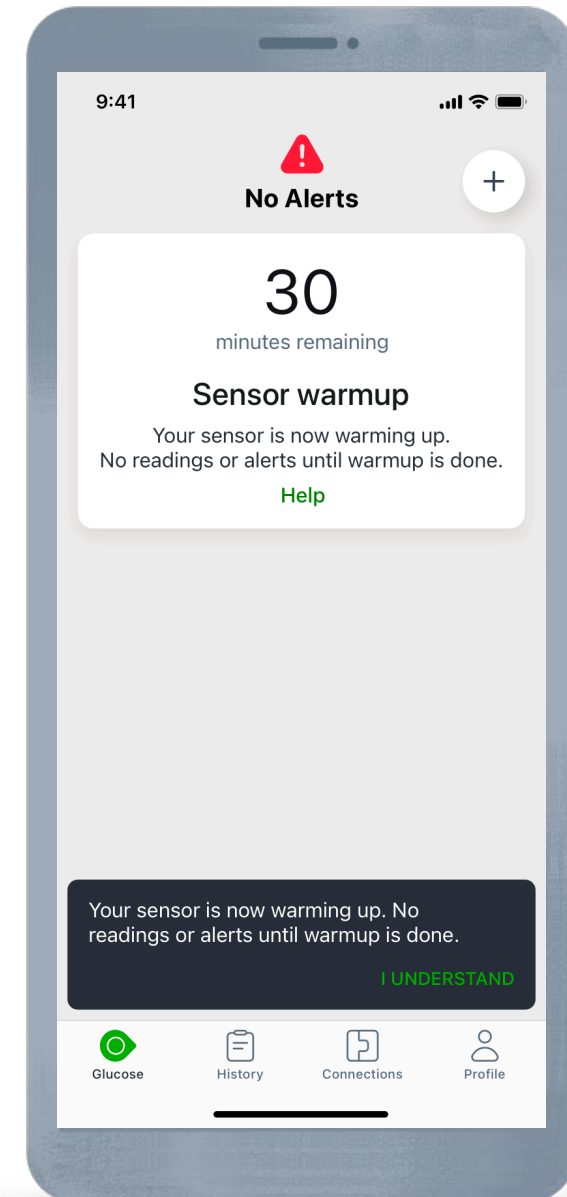 9:41
No Alerts
30
minutes remaining
Sensor warmup
Your sensor is now warming up.
No readings or alerts until warmup is done.
Help
Your sensor is now warming up. No
readings or alerts until warmup is done.
I UNDERSTAND
Glucose
History
Connections
Profile